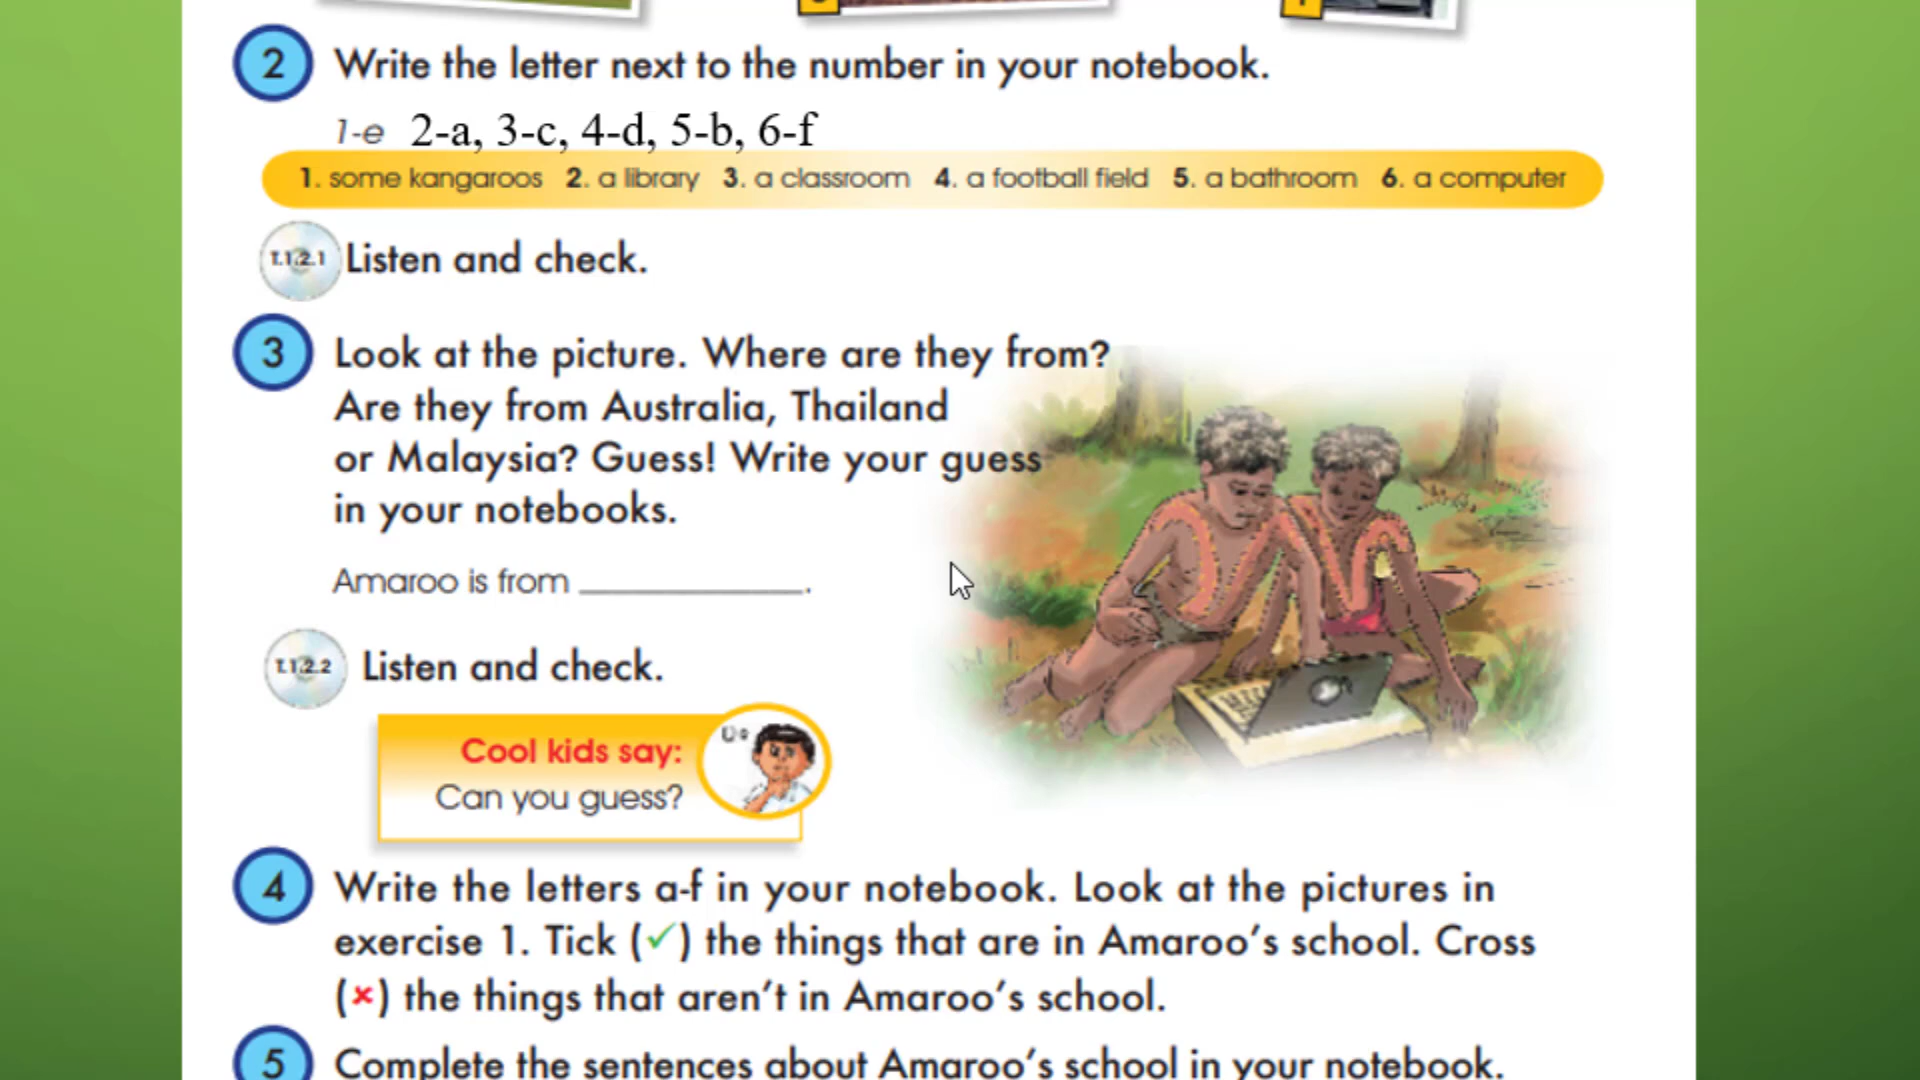 2 Write the letter next to the number in your notebook.
1-e 2-a, 3-c, 4-d, 5-b, 6-f
1. some kangaroos 2. a library 3. a classroom 4. a football field 5. a bathroom 6. a computer
T.1.2.1 Listen and check.
3 Look at the picture. Where are they from?
Are they from Australia, Thailand
or Malaysia? Guess! Write your guess
in your notebooks.
Amaroo is from ____________.
T.1.2.2 Listen and check.
Cool kids say:
Can you guess?
4 Write the letters a-f in your notebook. Look at the pictures in
exercise 1. Tick (✓) the things that are in Amaroo's school. Cross
(×) the things that aren't in Amaroo's school.
5 Complete the sentences about Amaroo's school in your notebook.